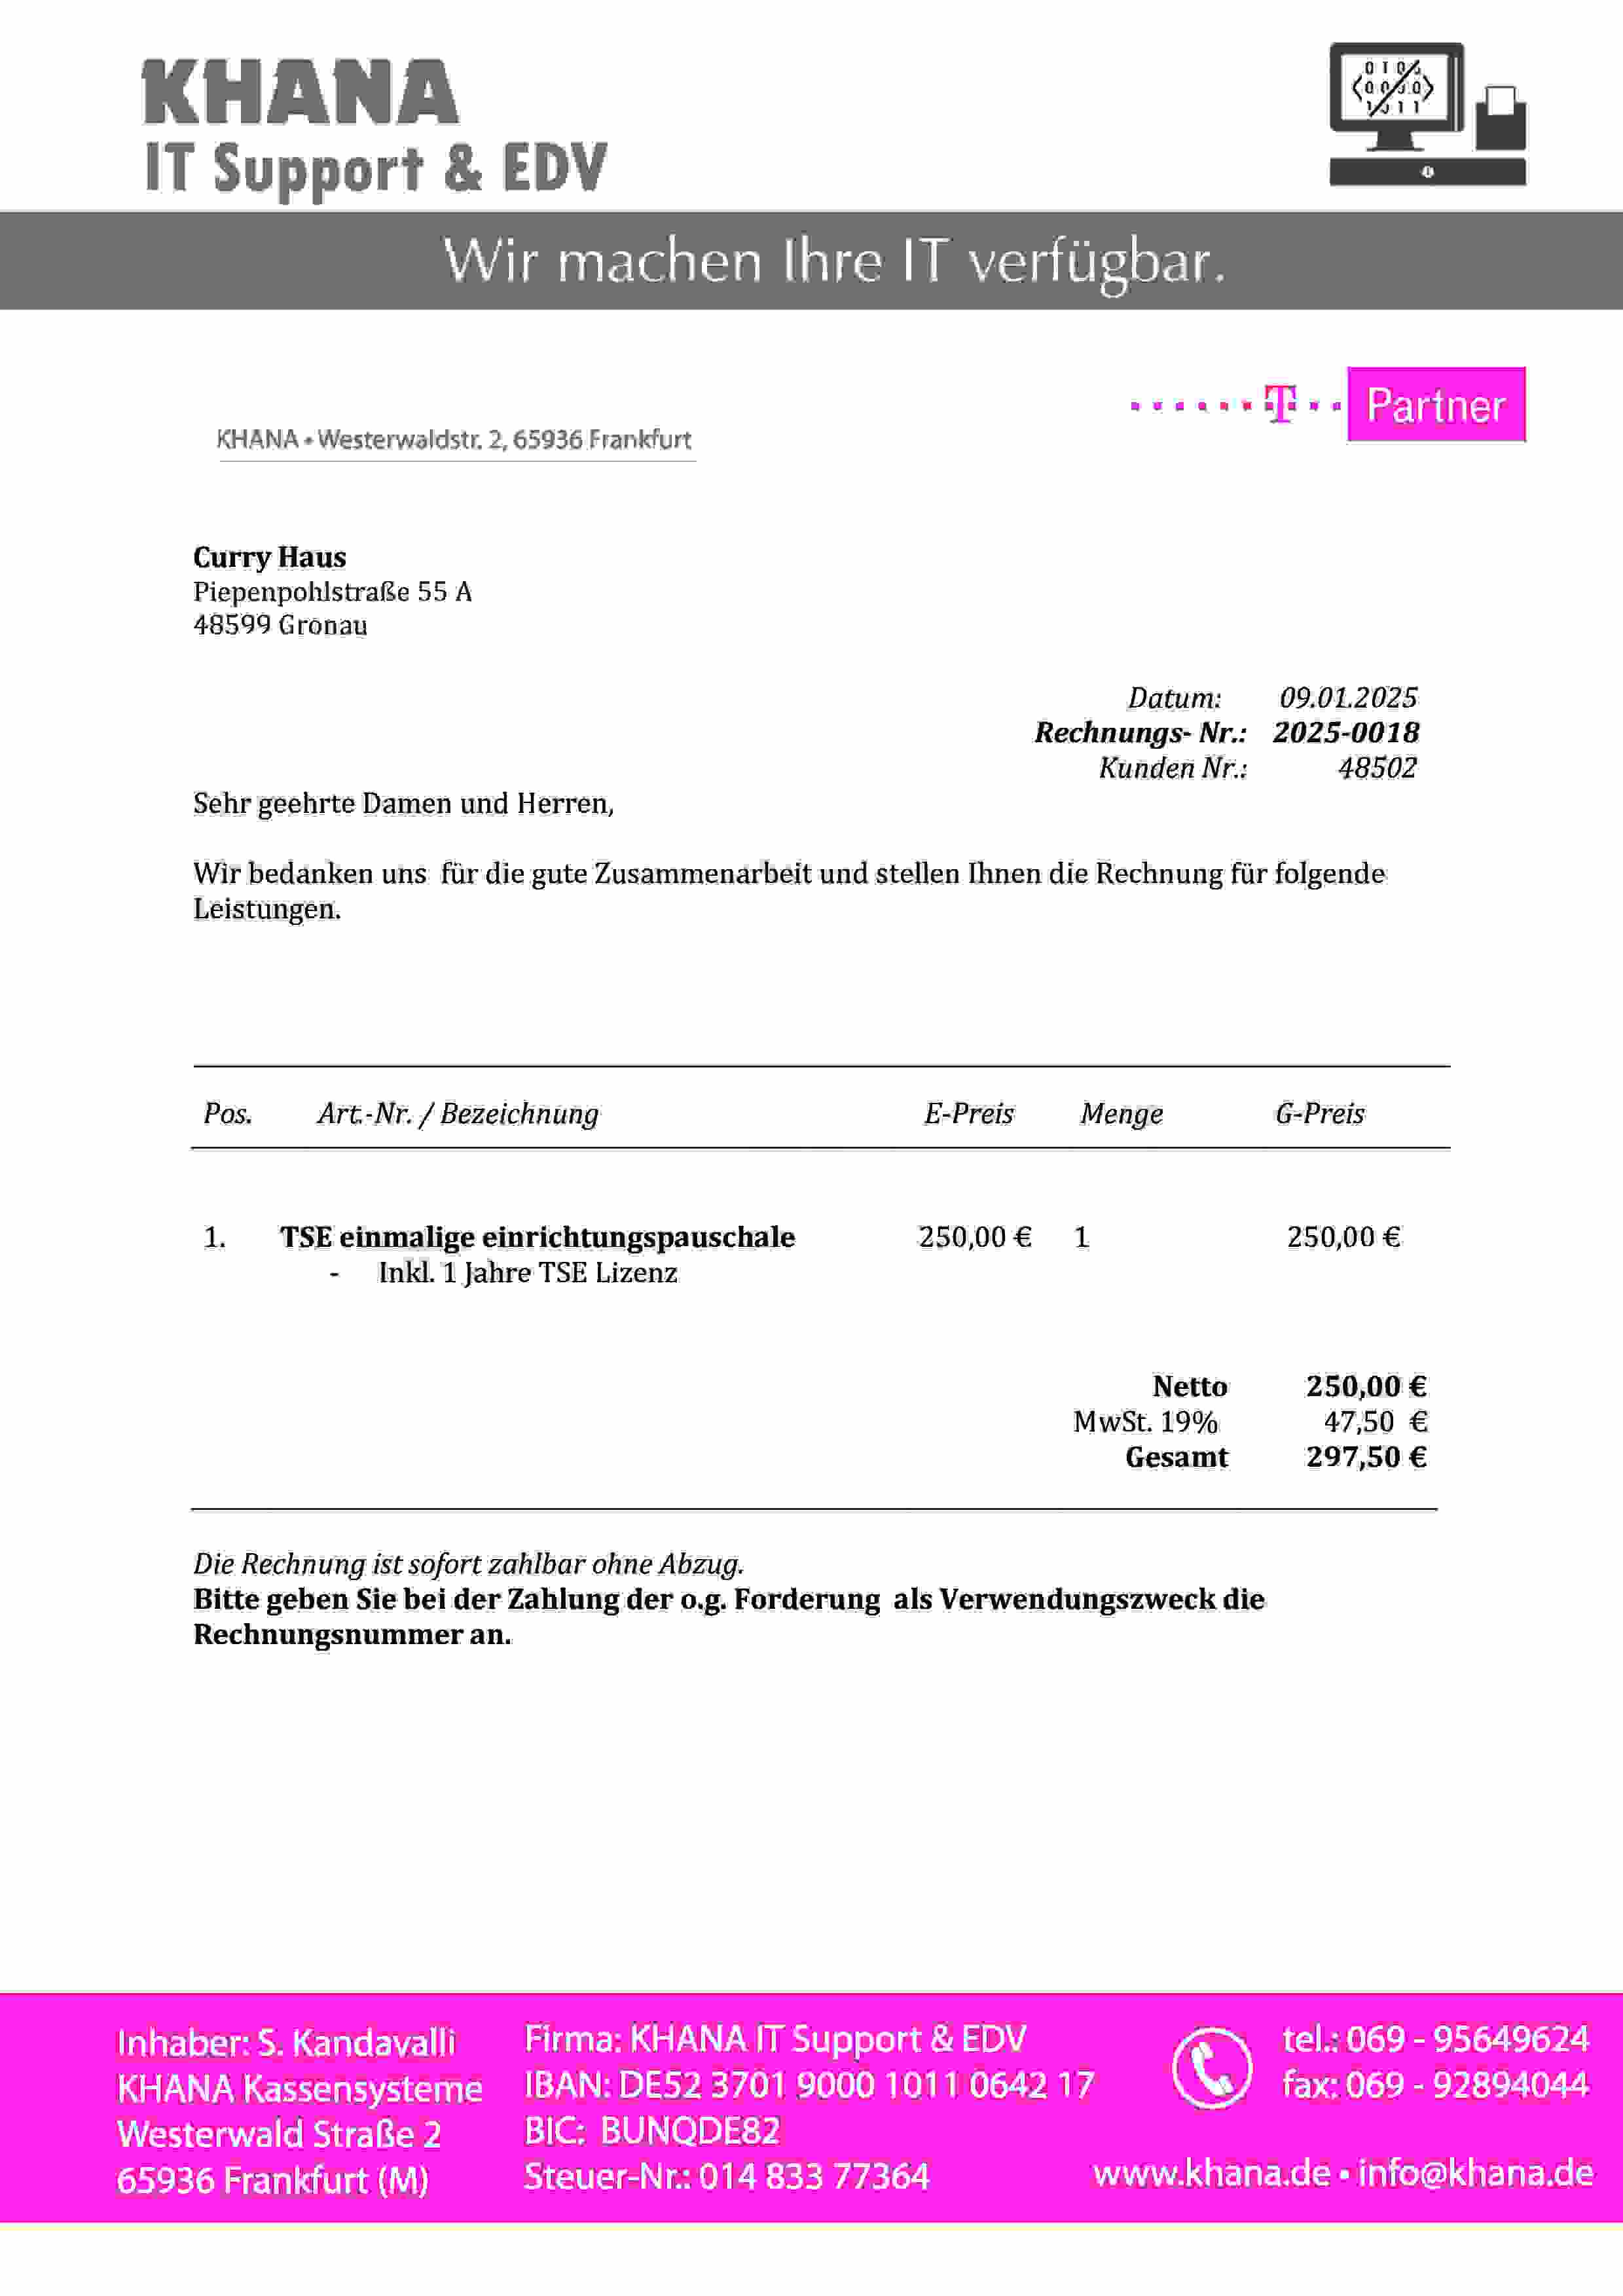 KHANA
IT Support & EDV
0 1 0
1 0 1 1
Wir machen Ihre IT verfügbar.
T Partner
KHANA • Westerwaldstr. 2, 65936 Frankfurt
Curry Haus
Piepenpohlstraße 55 A
48599 Gronau
Datum: 09.01.2025
Rechnungs- Nr.: 2025-0018
Kunden Nr.: 48502
Sehr geehrte Damen und Herren,
Wir bedanken uns für die gute Zusammenarbeit und stellen Ihnen die Rechnung für folgende
Leistungen.
Pos. Art.-Nr. / Bezeichnung E-Preis Menge G-Preis
1. TSE einmalige einrichtungspauschale 250,00 € 1 250,00 €
- Inkl. 1 Jahre TSE Lizenz
Netto 250,00 €
MwSt. 19% 47,50 €
Gesamt 297,50 €
Die Rechnung ist sofort zahlbar ohne Abzug.
Bitte geben Sie bei der Zahlung der o.g. Forderung als Verwendungszweck die
Rechnungsnummer an.
Inhaber: S. Kandavalli
KHANA Kassensysteme
Westerwald Straße 2
65936 Frankfurt (M)
Firma: KHANA IT Support & EDV
IBAN: DE52 3701 9000 1011 0642 17
BIC: BUNQDE82
Steuer-Nr.: 014 833 77364
tel.: 069 - 95649624
fax: 069 - 92894044
www.khana.de • info@khana.de